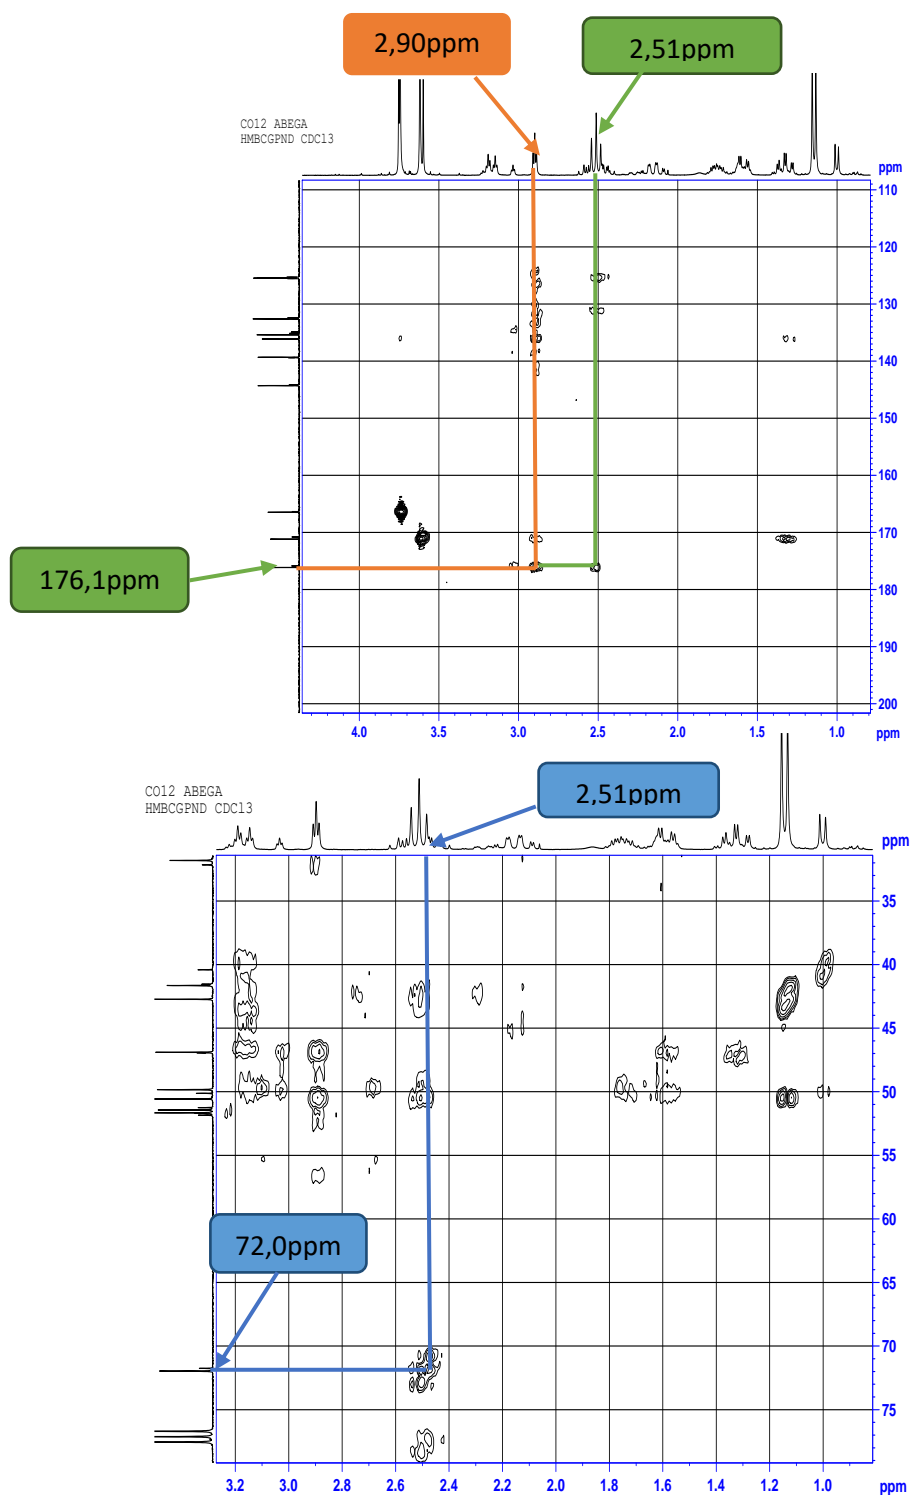 2,90ppm
2,51ppm
CO12 ABEGA
HMBCGPND CDCl3
ppm
110
120
130
140
150
160
170
176,1ppm
180
190
200
4.0 3.5 3.0 2.5 2.0 1.5 1.0 ppm
CO12 ABEGA
HMBCGPND CDCl3
2,51ppm
ppm
35
40
45
50
55
60
72,0ppm
65
70
75
3.2 3.0 2.8 2.6 2.4 2.2 2.0 1.8 1.6 1.4 1.2 1.0 ppm